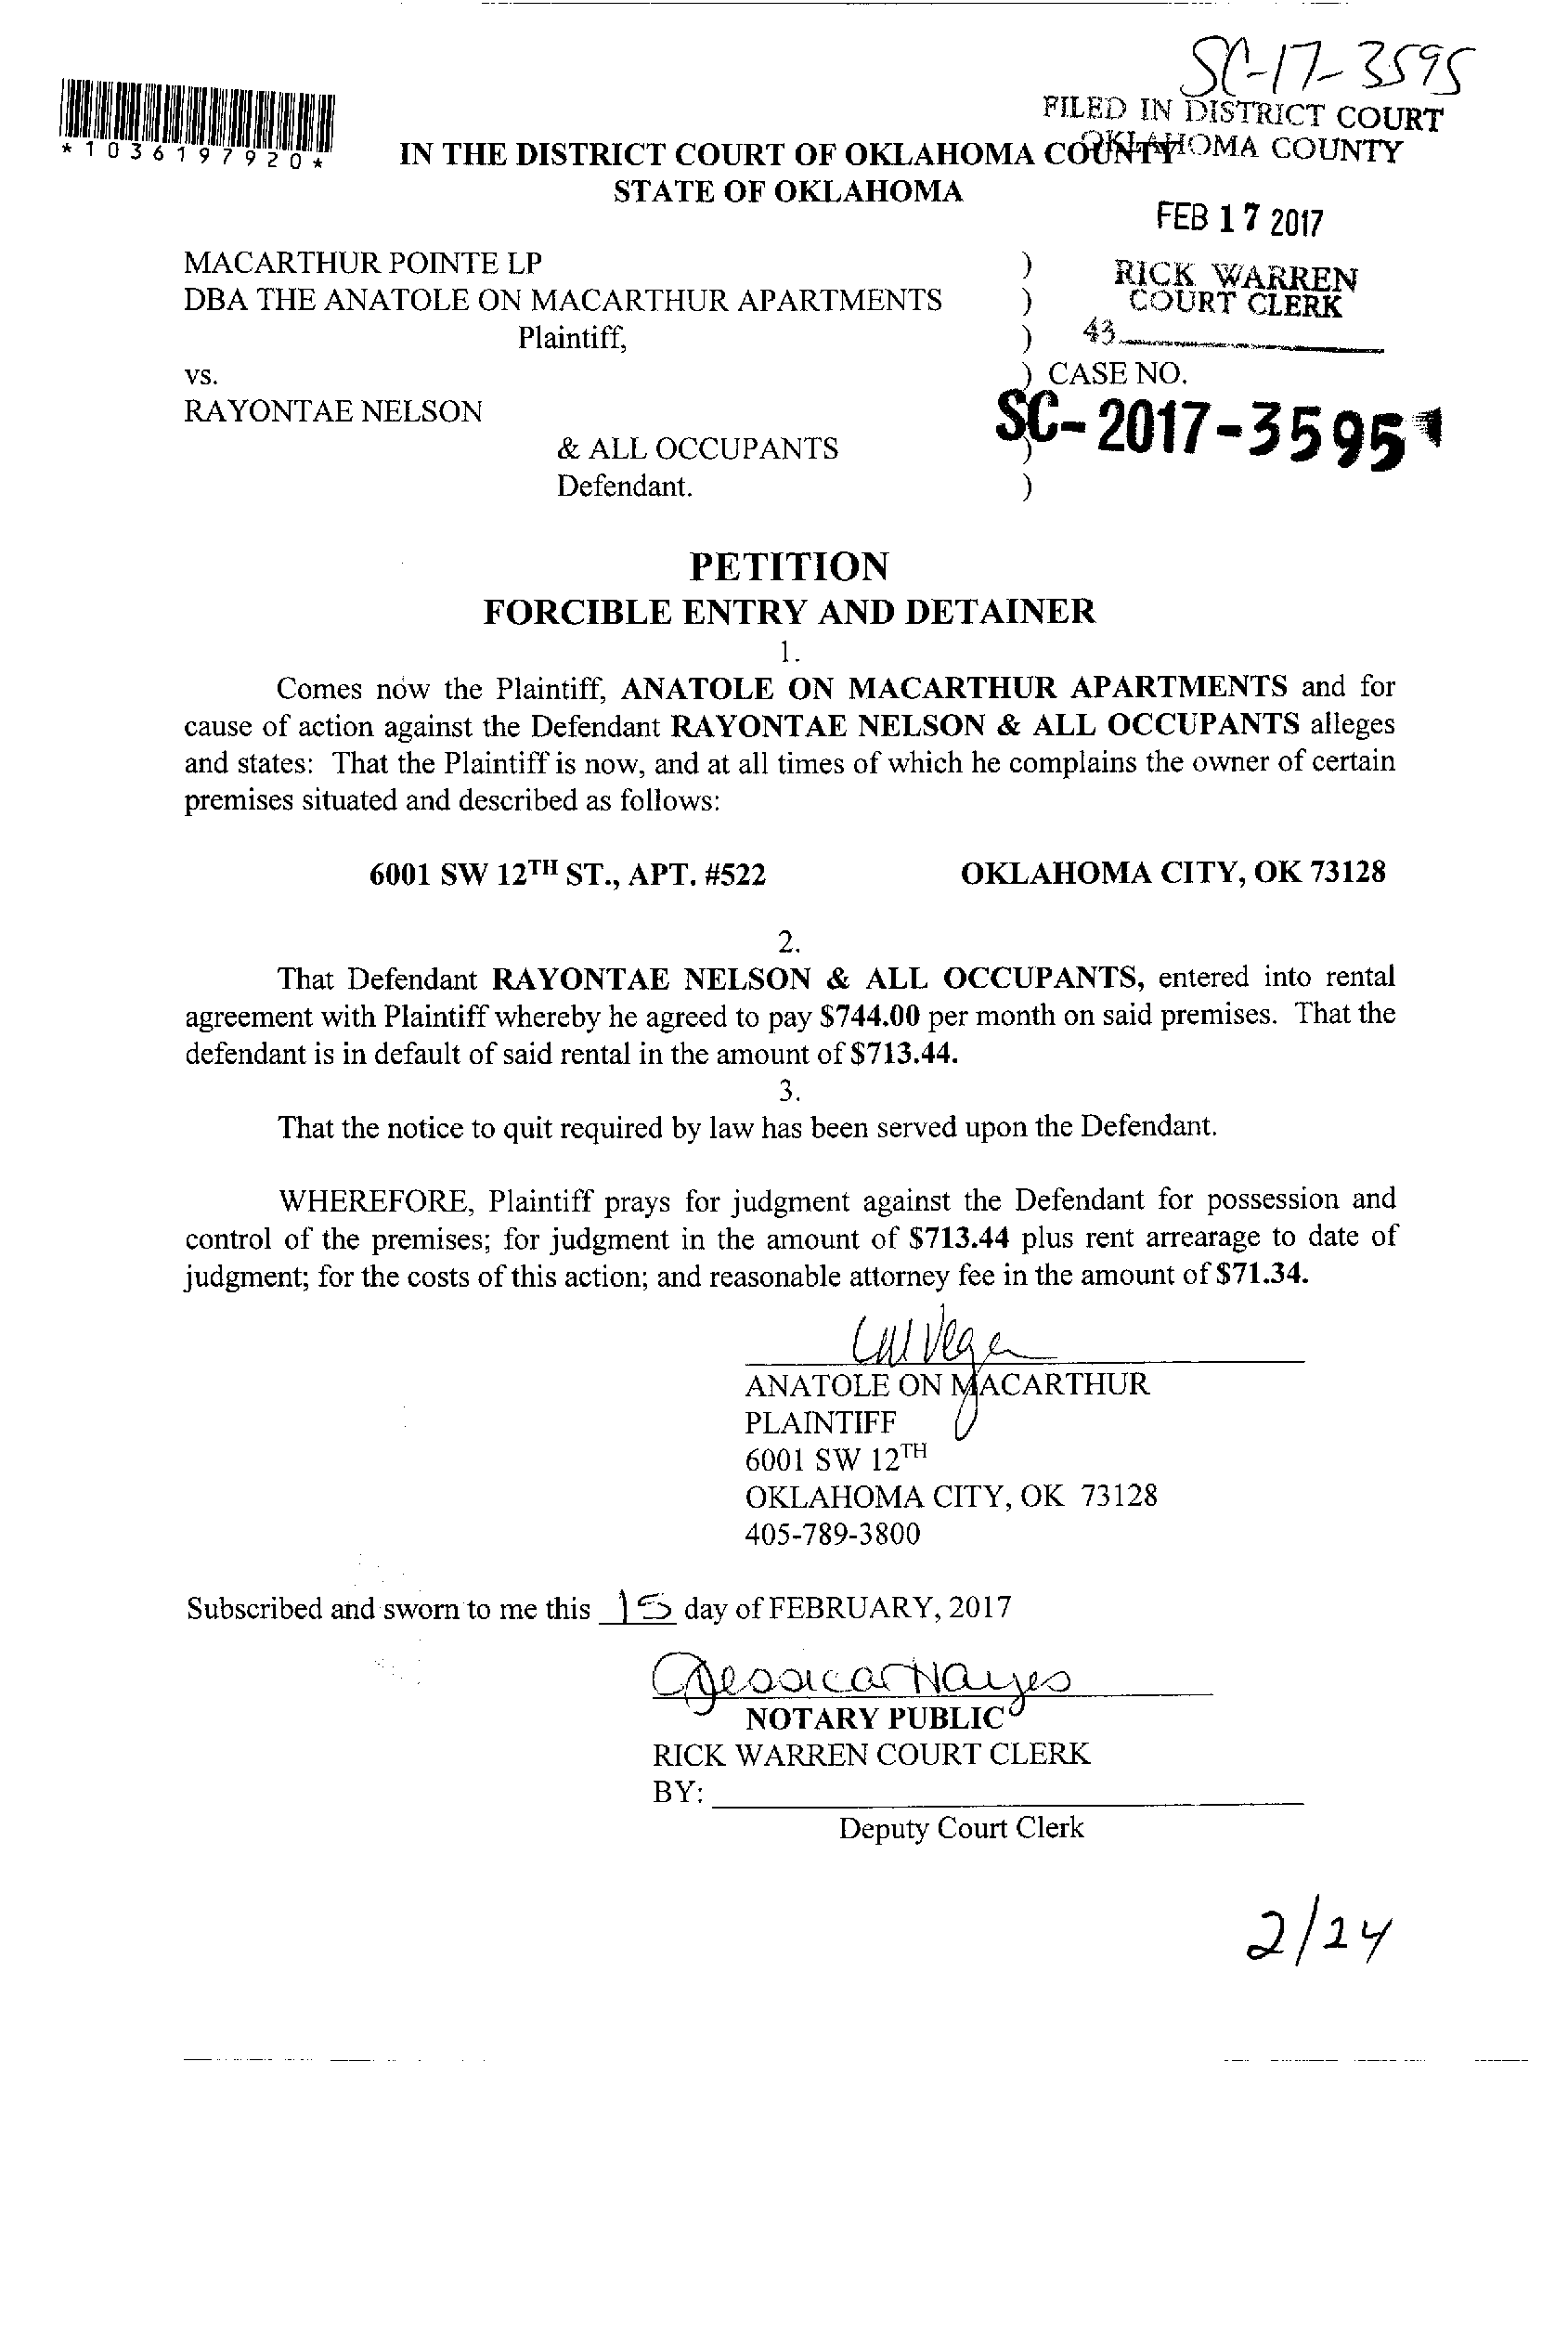 SC-17-3595
FILED IN DISTRICT COURT
OKLAHOMA COUNTY
*1036197920*
IN THE DISTRICT COURT OF OKLAHOMA COUNTY
STATE OF OKLAHOMA
FEB 17 2017
MACARTHUR POINTE LP )
RICK WARREN
DBA THE ANATOLE ON MACARTHUR APARTMENTS )
COURT CLERK
Plaintiff, )
43
vs. ) CASE NO.
RAYONTAE NELSON
SC-2017-3595
& ALL OCCUPANTS )
Defendant. )
PETITION
FORCIBLE ENTRY AND DETAINER
1.
Comes now the Plaintiff, ANATOLE ON MACARTHUR APARTMENTS and for
cause of action against the Defendant RAYONTAE NELSON & ALL OCCUPANTS alleges
and states: That the Plaintiff is now, and at all times of which he complains the owner of certain
premises situated and described as follows:
6001 SW 12TH ST., APT. #522 OKLAHOMA CITY, OK 73128
2.
That Defendant RAYONTAE NELSON & ALL OCCUPANTS, entered into rental
agreement with Plaintiff whereby he agreed to pay $744.00 per month on said premises. That the
defendant is in default of said rental in the amount of $713.44.
3.
That the notice to quit required by law has been served upon the Defendant.
WHEREFORE, Plaintiff prays for judgment against the Defendant for possession and
control of the premises; for judgment in the amount of $713.44 plus rent arrearage to date of
judgment; for the costs of this action; and reasonable attorney fee in the amount of $71.34.
ANATOLE ON MACARTHUR
PLAINTIFF
6001 SW 12TH
OKLAHOMA CITY, OK 73128
405-789-3800
Subscribed and sworn to me this 15 day of FEBRUARY, 2017
Jessica Hayes
NOTARY PUBLIC
RICK WARREN COURT CLERK
BY:
Deputy Court Clerk
2/24